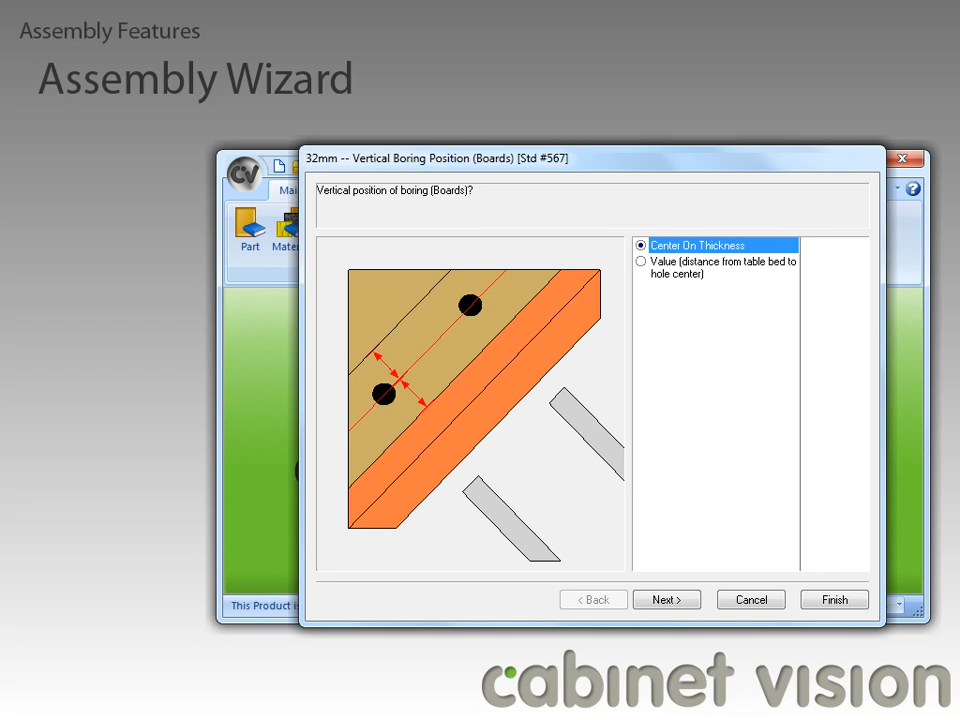 Assembly Features
Assembly Wizard
CV
32mm -- Vertical Boring Position (Boards) [Std #567]
Vertical position of boring (Boards)?
Part
Center On Thickness
Value (distance from table bed to
hole center)
< Back
Next >
Cancel
Finish
This Product
cabinet vision